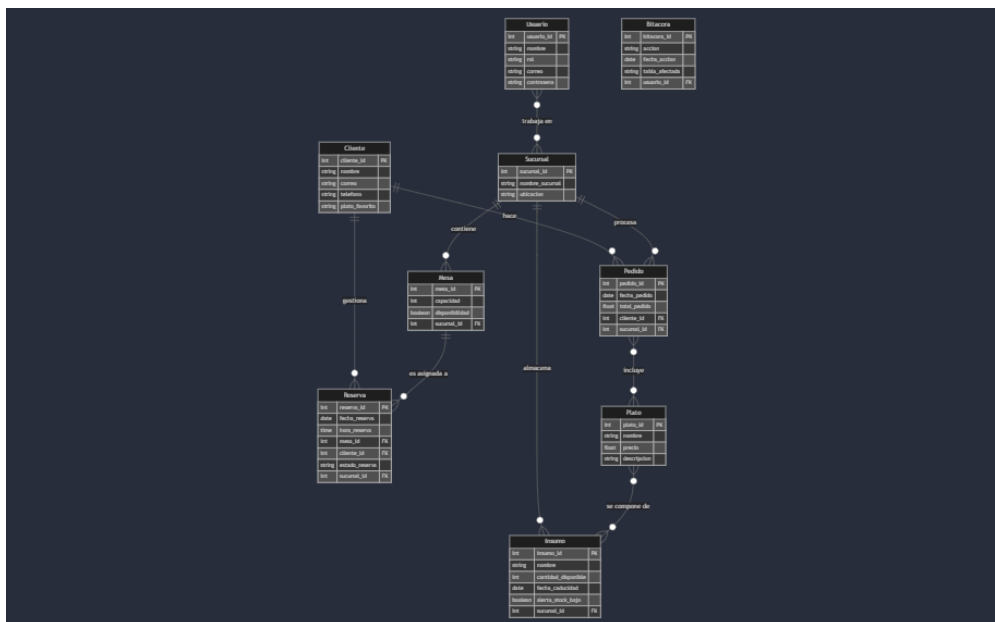 Usuario
int usuario_id PK
string nombre
string rol
string correo
string contrasena
Bitacora
int bitacora_id PK
string accion
date fecha_accion
string tabla_afectada
int usuario_id FK
trabaja en
Sucursal
int sucursal_id PK
string nombre_sucursal
string ubicacion
Cliente
int cliente_id PK
string nombre
string correo
string telefono
string plato_favorito
hace
contiene
procesa
Mesa
int mesa_id PK
int capacidad
boolean disponibilidad
int sucursal_id FK
Pedido
int pedido_id PK
date fecha_pedido
float total_pedido
int cliente_id FK
int sucursal_id FK
gestiona
es asignada a
almacena
incluye
Reserva
int reserva_id PK
date fecha_reserva
time hora_reserva
int mesa_id FK
int cliente_id FK
string estado_reserva
int sucursal_id FK
Plato
int plato_id PK
string nombre
float precio
string descripcion
se compone de
Insumo
int insumo_id PK
string nombre
int cantidad_disponible
date fecha_caducidad
boolean alerta_stock_bajo
int sucursal_id FK